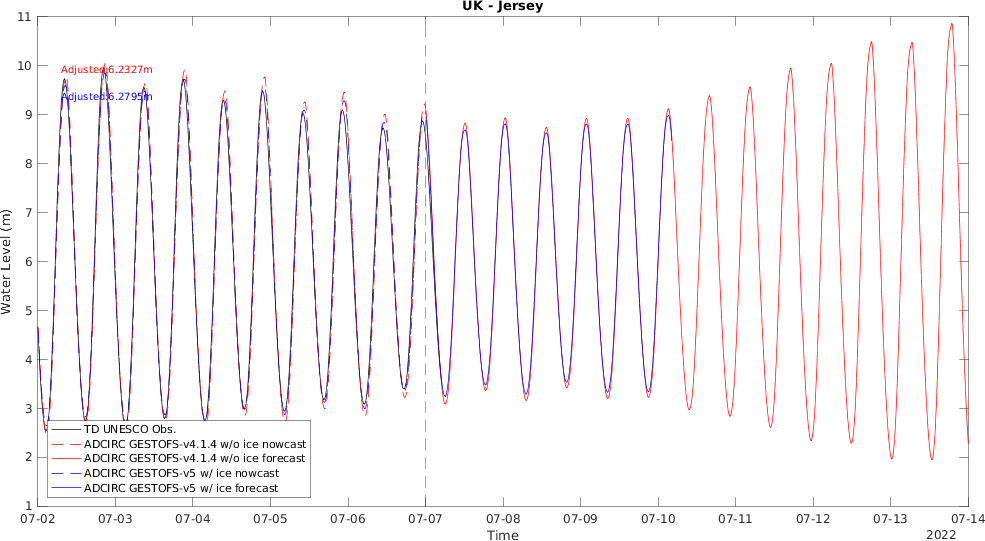 UK - Jersey
11
10
9
8
7
6
5
4
3
2
1
Water Level (m)
Adjusted:6.2327m
Adjusted:6.2795m
TD UNESCO Obs.
ADCIRC GESTOFS-v4.1.4 w/o ice nowcast
ADCIRC GESTOFS-v4.1.4 w/o ice forecast
ADCIRC GESTOFS-v5 w/ ice nowcast
ADCIRC GESTOFS-v5 w/ ice forecast
07-02 07-03 07-04 07-05 07-06 07-07 07-08 07-09 07-10 07-11 07-12 07-13 07-14
Time
2022